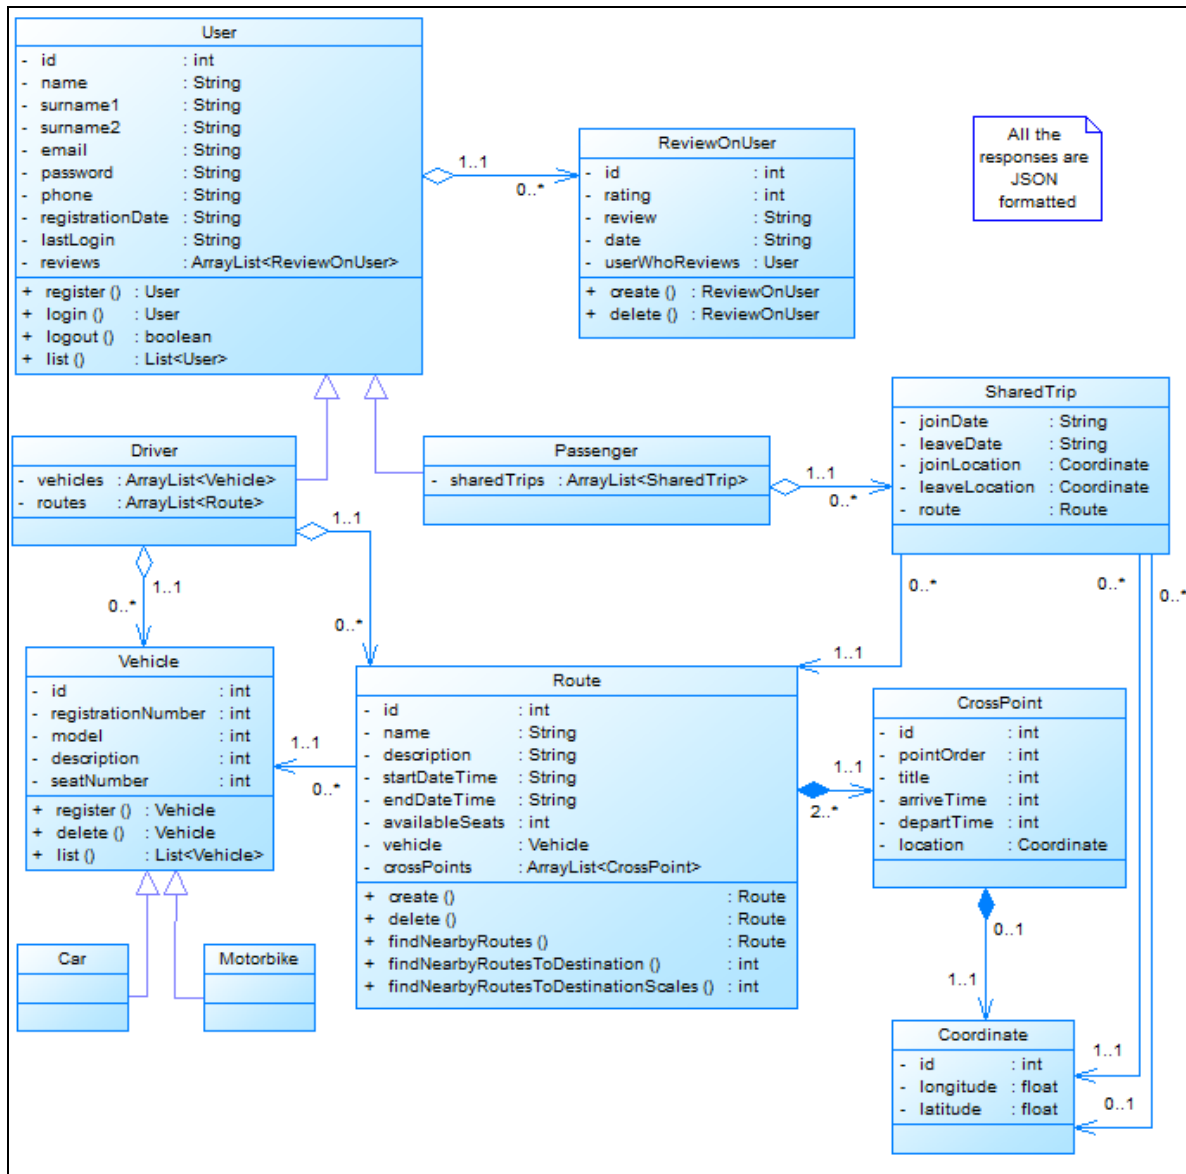 User
- id : int
- name : String
- surname1 : String
- surname2 : String
- email : String
- password : String
- phone : String
- registrationDate : String
- lastLogin : String
- reviews : ArrayList<ReviewOnUser>
+ register () : User
+ login () : User
+ logout () : boolean
+ list () : List<User>
1..1
0..*
ReviewOnUser
- id : int
- rating : int
- review : String
- date : String
- userWhoReviews : User
+ create () : ReviewOnUser
+ delete () : ReviewOnUser
All the
responses are
JSON
formatted
Driver
- vehicles : ArrayList<Vehicle>
- routes : ArrayList<Route>
1..1
Passenger
- sharedTrips : ArrayList<SharedTrip>
1..1
0..*
SharedTrip
- joinDate : String
- leaveDate : String
- joinLocation : Coordinate
- leaveLocation : Coordinate
- route : Route
1..1
0..*
0..*
0..*
0..*
0..*
1..1
Vehicle
- id : int
- registrationNumber : int
- model : int
- description : int
- seatNumber : int
+ register () : Vehicle
+ delete () : Vehicle
+ list () : List<Vehicle>
1..1
0..*
Route
- id : int
- name : String
- description : String
- startDateTime : String
- endDateTime : String
- availableSeats : int
- vehicle : Vehicle
- crossPoints : ArrayList<CrossPoint>
+ create () : Route
+ delete () : Route
+ findNearbyRoutes () : Route
+ findNearbyRoutesToDestination () : int
+ findNearbyRoutesToDestinationScales () : int
1..1
2..*
CrossPoint
- id : int
- pointOrder : int
- title : int
- arriveTime : int
- departTime : int
- location : Coordinate
0..1
1..1
Car
Motorbike
Coordinate
- id : int
- longitude : float
- latitude : float
1..1
0..1